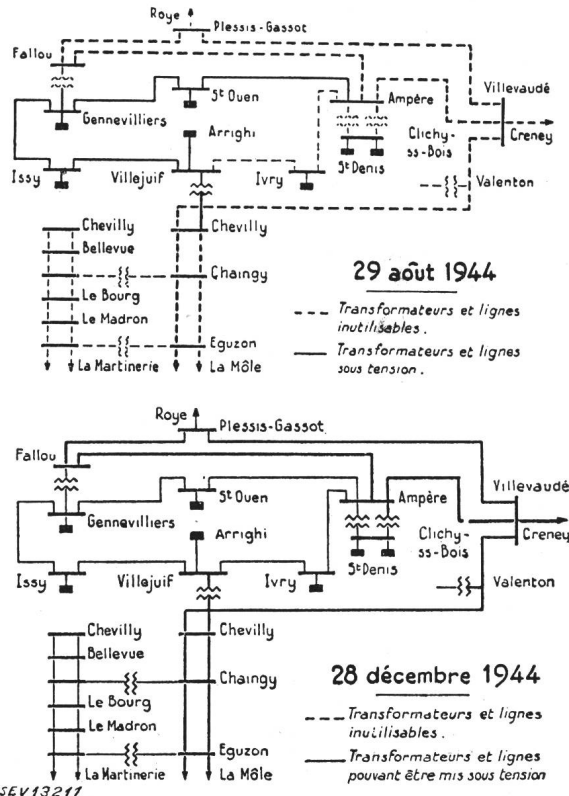 Roye
Plessis-Gassot
Fallou
Villevaudé
St Ouen
Ampère
Gennevilliers
Arrighi
Clichy-
ss-Bois
Creney
St Denis
Issy
Villejuif
Ivry
Valenton
Chevilly
Chevilly
Bellevue
Chaingy
29 août 1944
Le Bourg
Transformateurs et lignes
inutilisables.
Le Madron
Eguzon
Transformateurs et lignes
sous tension.
La Martinerie
La Môle
Roye
Plessis-Gassot
Fallou
Villevaudé
St Ouen
Ampère
Gennevilliers
Arrighi
Clichy-
ss-Bois
Creney
St Denis
Issy
Villejuif
Ivry
Valenton
Chevilly
Chevilly
Bellevue
Chaingy
28 décembre 1944
Le Bourg
Transformateurs et lignes
inutilisables.
Le Madron
Eguzon
Transformateurs et lignes
pouvant être mis sous tension
La Martinerie
La Môle
SEV13211